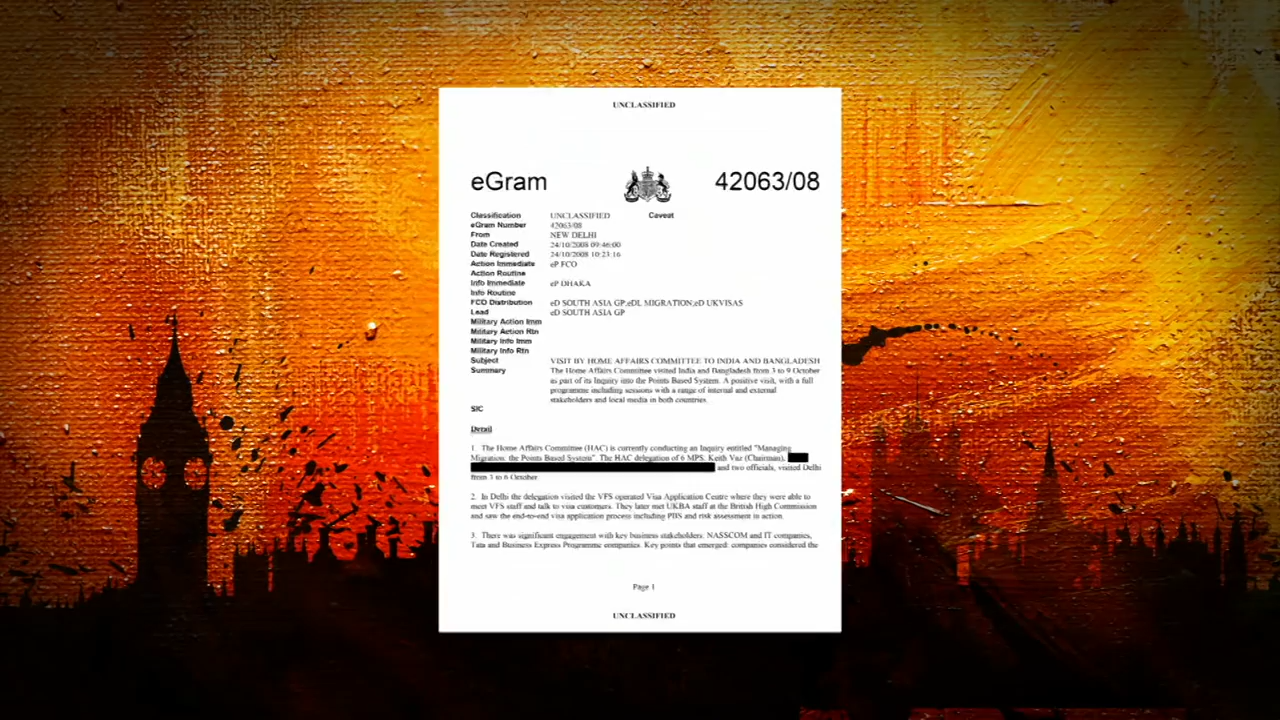 UNCLASSIFIED
eGram 42063/08
Classification UNCLASSIFIED Caveat
eGram Number 42063/08
From NEW DELHI
Date Created 24/10/2008 09:46:00
Date Registered 24/10/2008 10:23:16
Action Immediate eP FCO
Action Routine
Info Immediate eP DHAKA
Info Routine
FCO Distribution eD SOUTH ASIA GP,eDL MIGRATION,eD UKVISAS
Lead eD SOUTH ASIA GP
Military Action Imm
Military Action Rtn
Military Info Imm
Military Info Rtn
Subject VISIT BY HOME AFFAIRS COMMITTEE TO INDIA AND BANGLADESH
Summary The Home Affairs Committee visited India and Bangladesh from 3 to 9 October
as part of its Inquiry into the Points Based System. A positive visit, with a full
programme including sessions with a range of internal and external
stakeholders and local media in both countries.
SIC
Detail
1. The Home Affairs Committee (HAC) is currently conducting an Inquiry entitled "Managing
Migration: the Points Based System". The HAC delegation of 6 MPS, Keith Vaz (Chairman),
and two officials, visited Delhi
from 3 to 6 October.
2. In Delhi the delegation visited the VFS operated Visa Application Centre where they were able to
meet VFS staff and talk to visa customers. They later met UKBA staff at the British High Commission
and saw the end-to-end visa application process including PBS and risk assessment in action.
3. There was significant engagement with key business stakeholders: NASSCOM and IT companies,
Tata and Business Express Programme companies. Key points that emerged: companies considered the
Page 1
UNCLASSIFIED